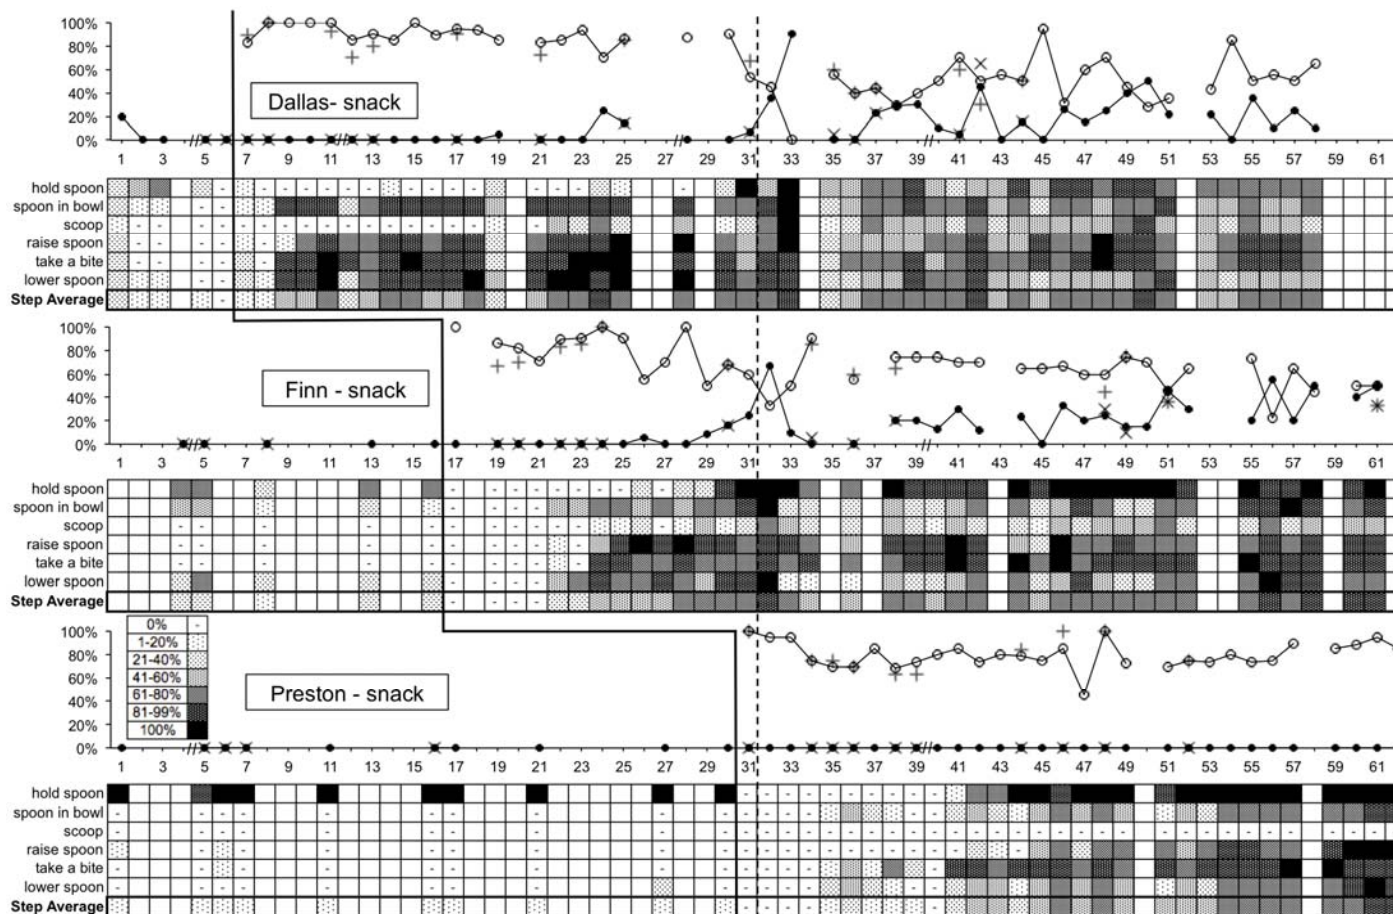 100%
80%
60%
40%
20%
0%
Dallas- snack
1 3 5 7 9 11 13 15 17 19 21 23 25 27 29 31 33 35 37 39 41 43 45 47 49 51 53 55 57 59 61
hold spoon
spoon in bowl
scoop
raise spoon
take a bite
lower spoon
Step Average
100%
80%
60%
40%
20%
0%
Finn - snack
1 3 5 7 9 11 13 15 17 19 21 23 25 27 29 31 33 35 37 39 41 43 45 47 49 51 53 55 57 59 61
hold spoon
spoon in bowl
scoop
raise spoon
take a bite
lower spoon
Step Average
0% -
1-20%
21-40%
41-60%
61-80%
81-99%
100%
100%
80%
60%
40%
20%
0%
Preston - snack
1 3 5 7 9 11 13 15 17 19 21 23 25 27 29 31 33 35 37 39 41 43 45 47 49 51 53 55 57 59 61
hold spoon
spoon in bowl
scoop
raise spoon
take a bite
lower spoon
Step Average